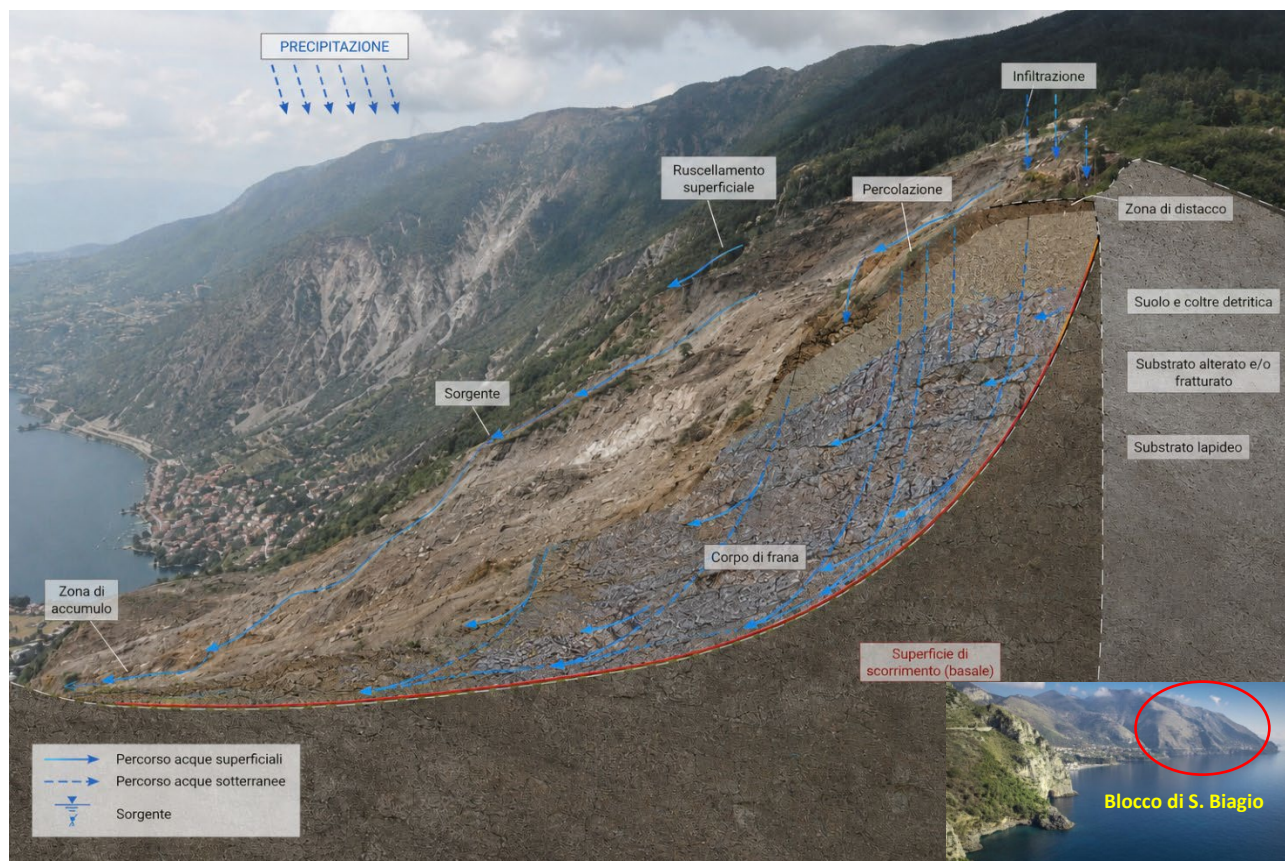 PRECIPITAZIONE
Infiltrazione
Ruscellamento
superficiale
Percolazione
Zona di distacco
Suolo e coltre detritica
Substrato alterato e/o
fratturato
Sorgente
Substrato lapideo
Corpo di frana
Zona di
accumulo
Superficie di
scorrimento (basale)
Percorso acque superficiali
Percorso acque sotterranee
Sorgente
Blocco di S. Biagio